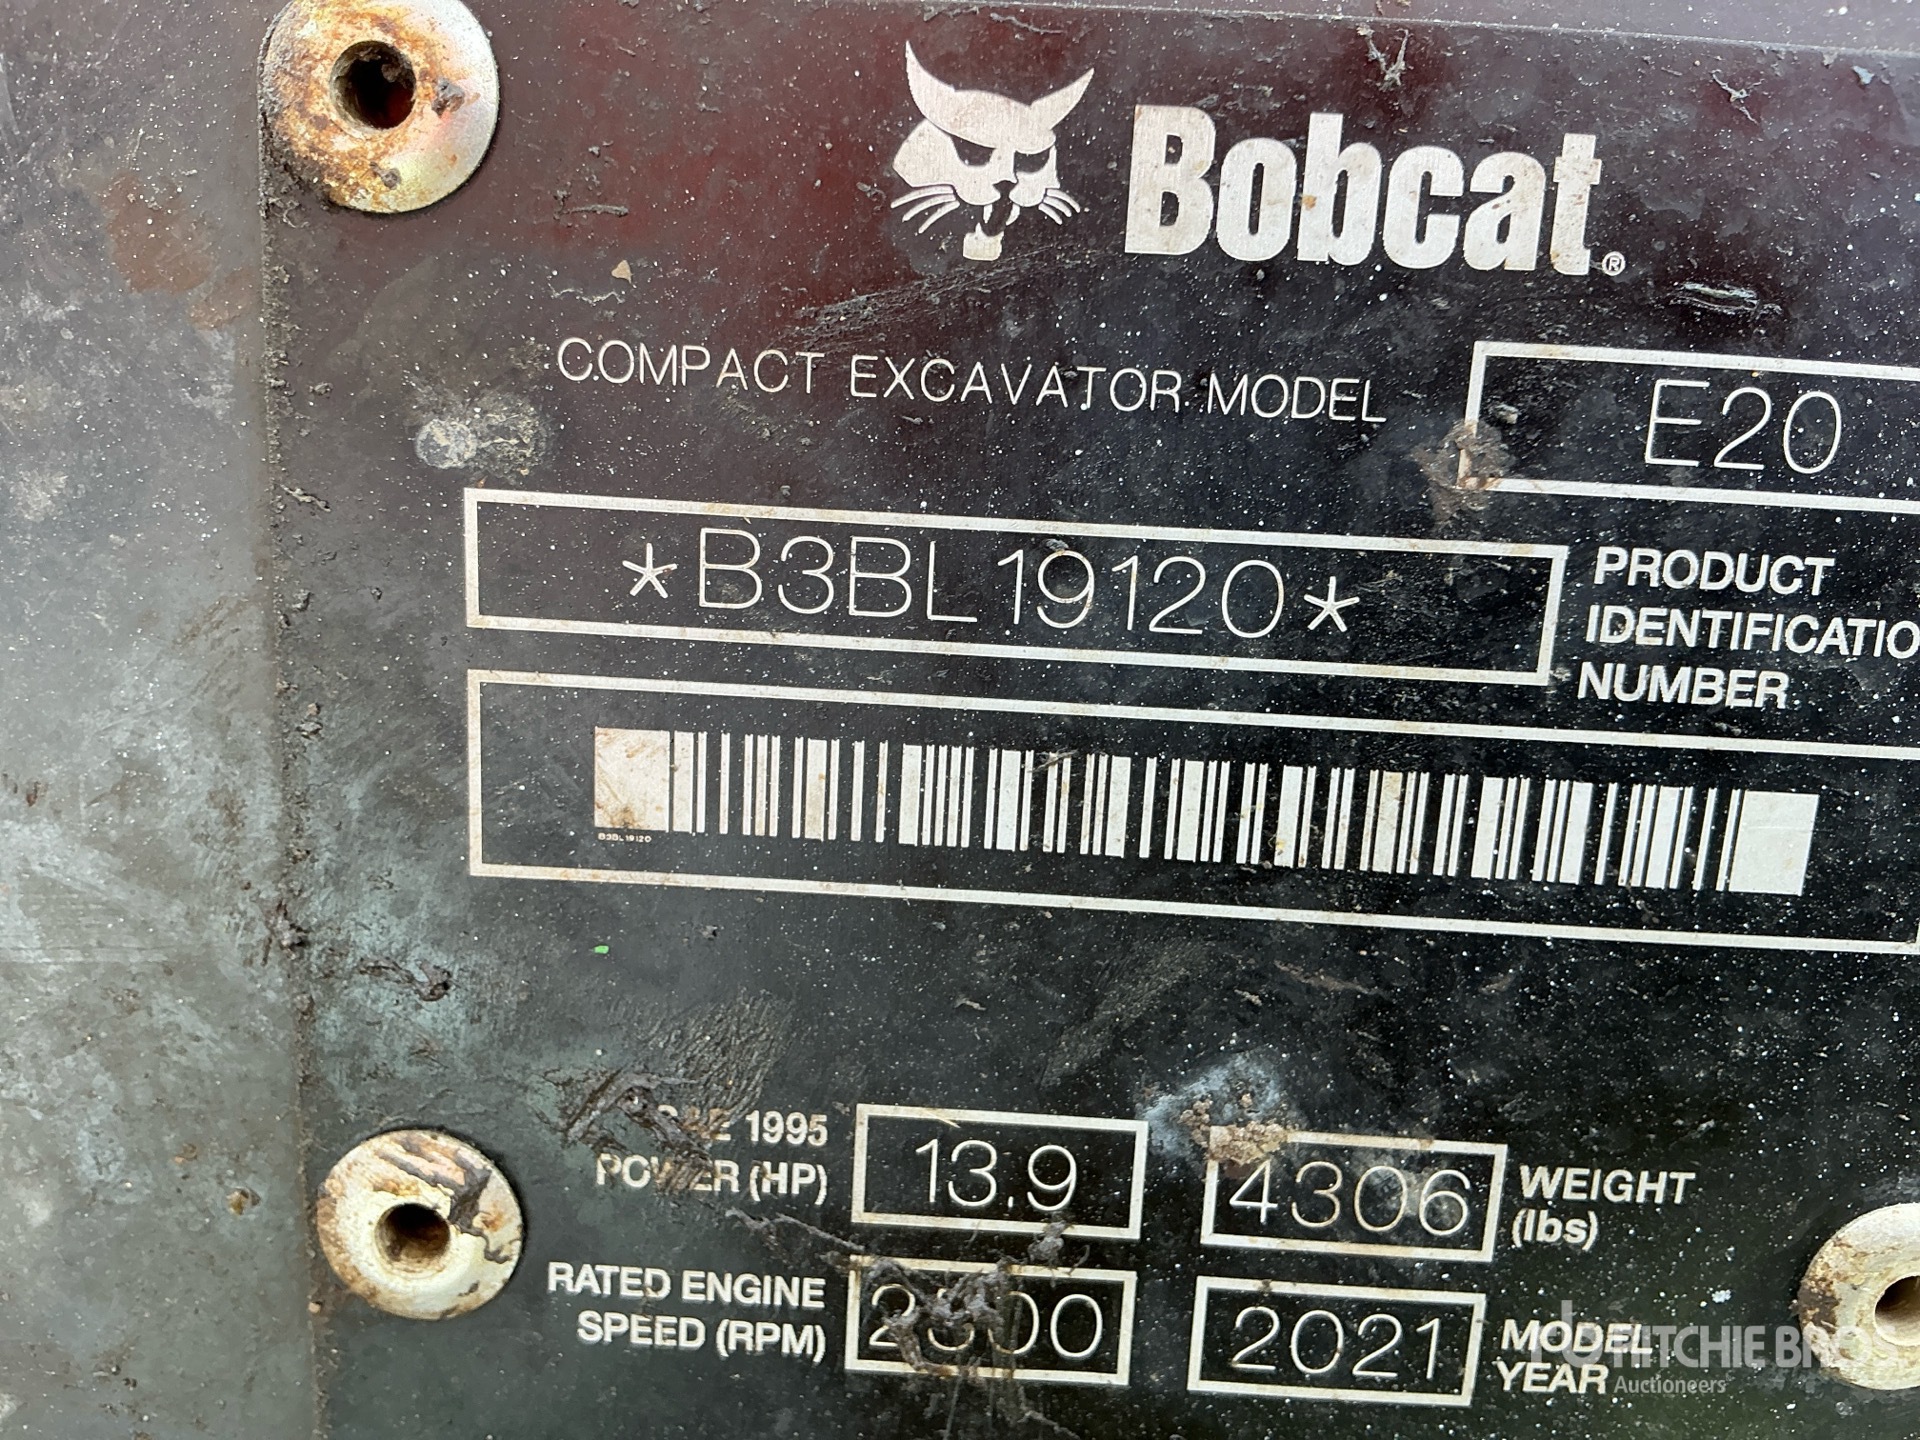 Bobcat®
COMPACT EXCAVATOR MODEL E20
*B3BL19120*
PRODUCT
IDENTIFICATIO
NUMBER
B3BL19120
1995
POWER (HP)
13.9
4306
WEIGHT
(lbs)
RATED ENGINE
SPEED (RPM)
2021
MODEL
YEAR
RITCHIE BROS
Auctioneers